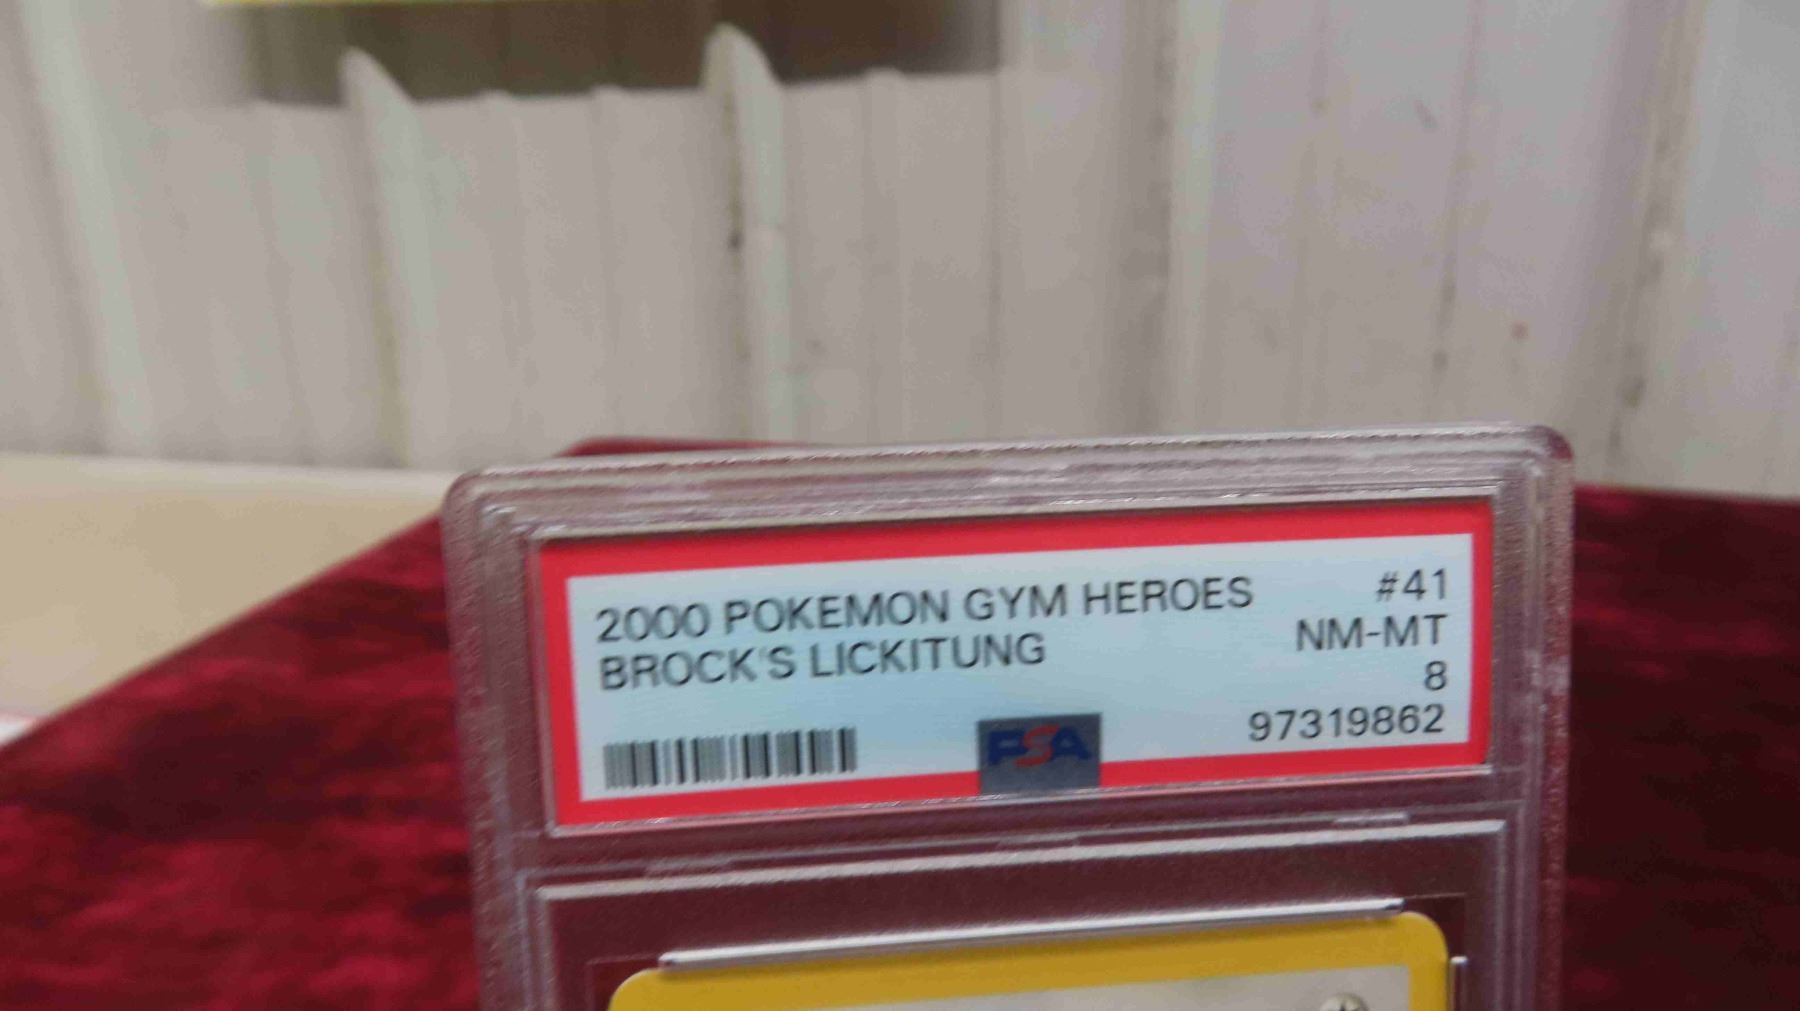 2000 POKEMON GYM HEROES #41
BROCK'S LICKITUNG NM-MT
8
PSA 97319862